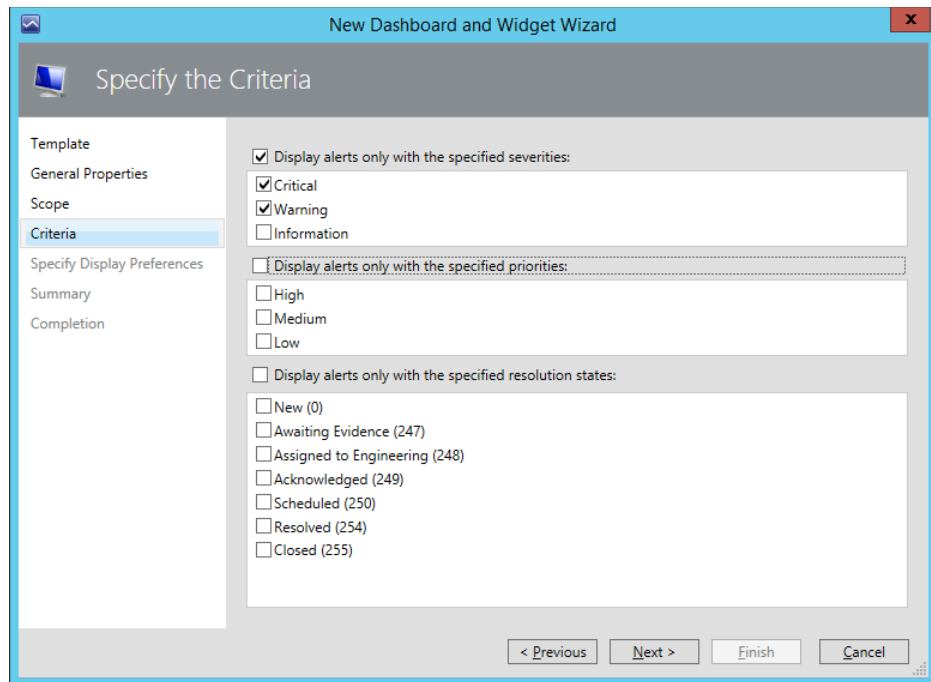 New Dashboard and Widget Wizard
x
Specify the Criteria
Template
General Properties
Scope
Criteria
Specify Display Preferences
Summary
Completion
Display alerts only with the specified severities:
Critical
Warning
Information
Display alerts only with the specified priorities:
High
Medium
Low
Display alerts only with the specified resolution states:
New (0)
Awaiting Evidence (247)
Assigned to Engineering (248)
Acknowledged (249)
Scheduled (250)
Resolved (254)
Closed (255)
< Previous
Next >
Finish
Cancel